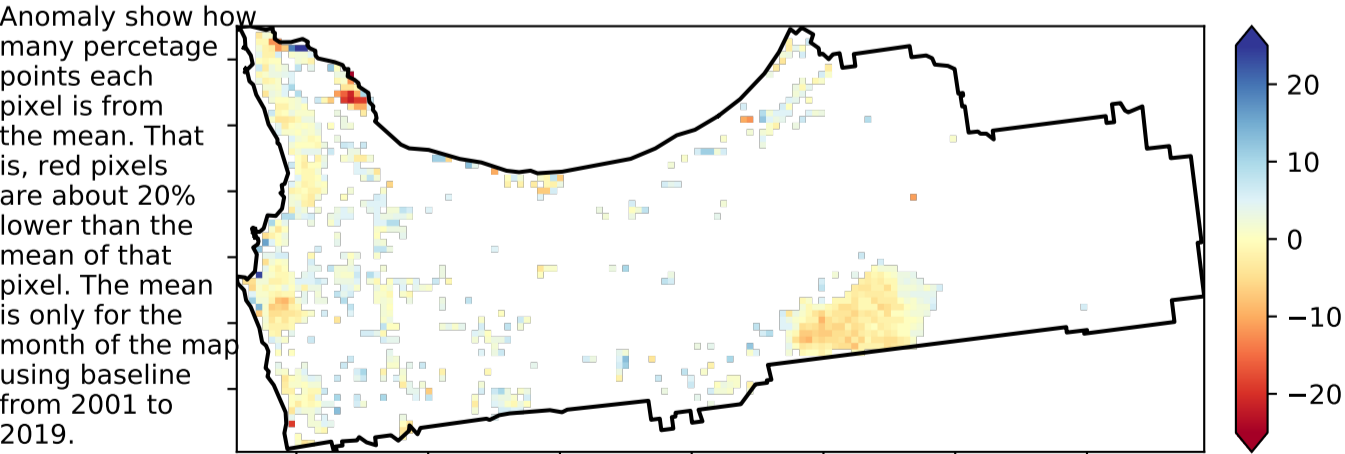 Anomaly show how
many percetage
points each
pixel is from
the mean. That
is, red pixels
are about 20%
lower than the
mean of that
pixel. The mean
is only for the
month of the map
using baseline
from 2001 to
2019.
20
10
0
−10
−20